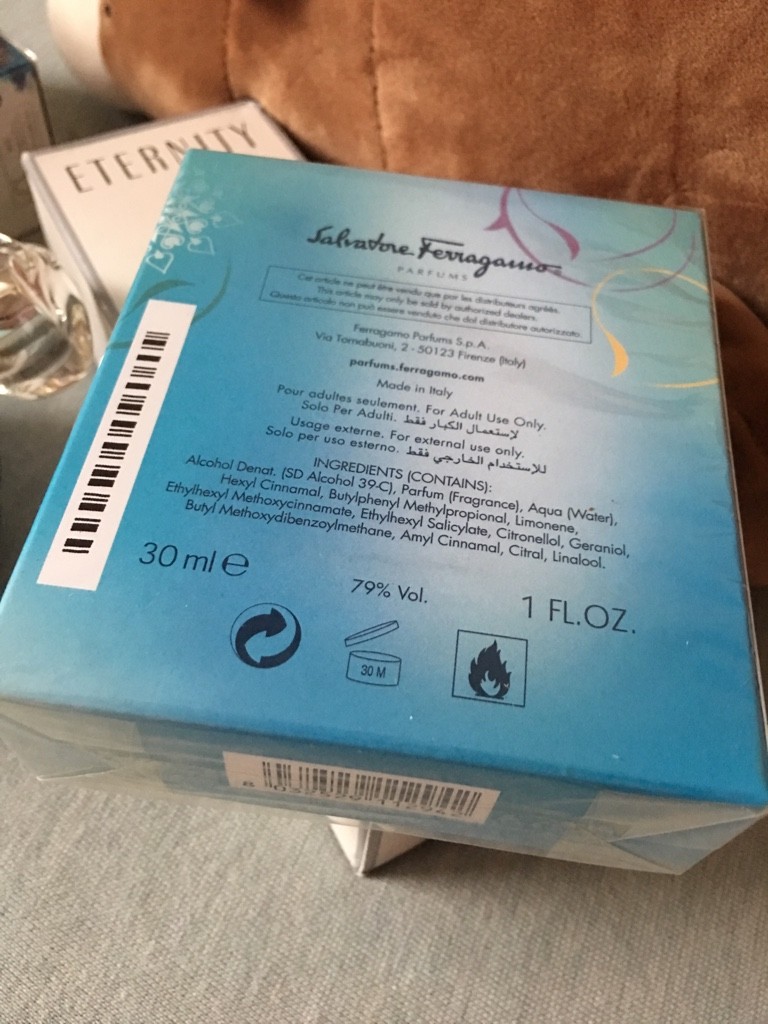 ETERNITY
Salvatore Ferragamo
PARFUMS
Cet article ne peut être vendu que par les distributeurs agréés.
This article may only be sold by authorized dealers.
Questo articolo non può essere venduto che dal distributore autorizzato.
Ferragamo Parfums S.p.A.
Via Tornabuoni, 2 - 50123 Firenze (Italy)
parfums.ferragamo.com
Made in Italy
Pour adultes seulement. For Adult Use Only.
Solo Per Adulti. لإستعمال الكبار فقط
Usage externe. For external use only.
Solo per uso esterno. للإستخدام الخارجي فقط
INGREDIENTS (CONTAINS):
Alcohol Denat. (SD Alcohol 39-C), Parfum (Fragrance), Aqua (Water),
Hexyl Cinnamal, Butylphenyl Methylpropional, Limonene,
Ethylhexyl Methoxycinnamate, Ethylhexyl Salicylate, Citronellol, Geraniol,
Butyl Methoxydibenzoylmethane, Amyl Cinnamal, Citral, Linalool.
30 ml e
79% Vol.
1 FL.OZ.
30 M